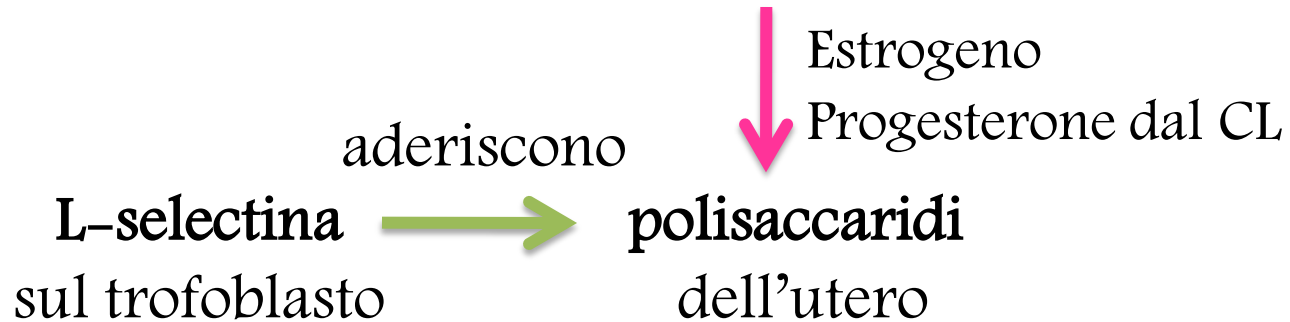 Estrogeno
Progesterone dal CL
aderiscono
L-selectina
polisaccaridi
sul trofoblasto
dell'utero